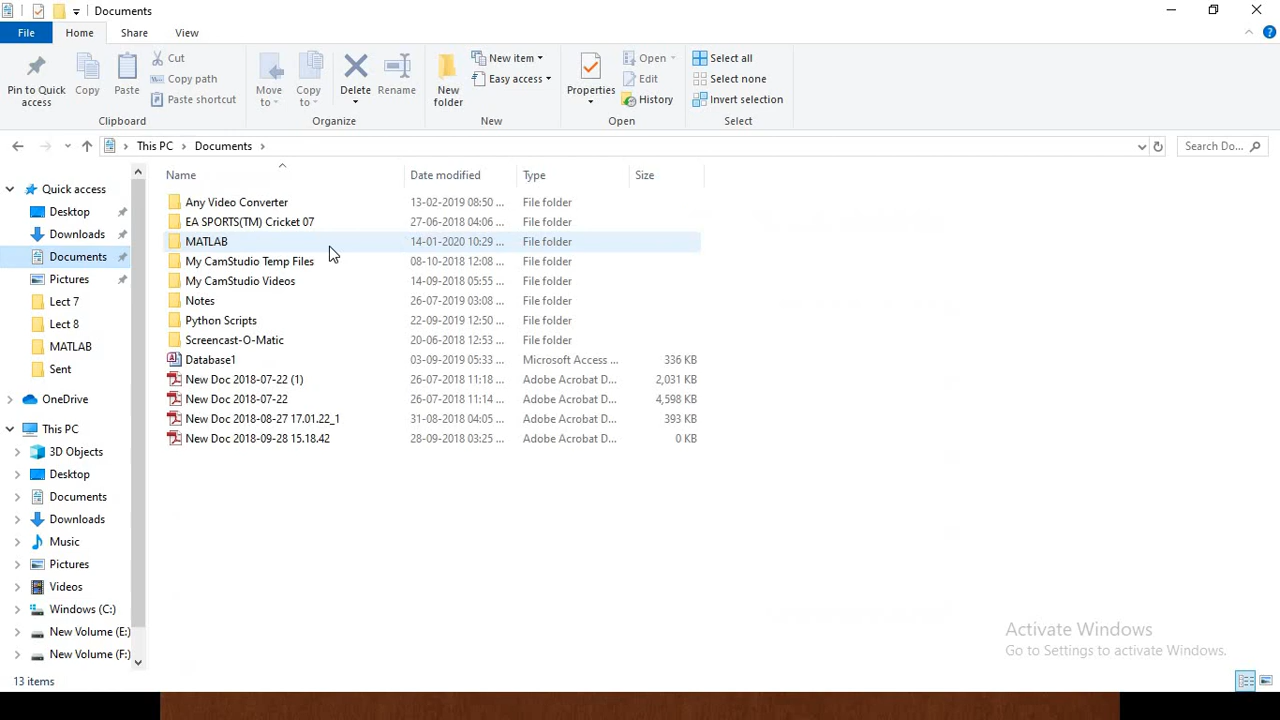 Documents
File Home Share View
Pin to Quick access
Copy
Paste
Cut
Copy path
Paste shortcut
Clipboard
Move to
Copy to
Delete
Rename
Organize
New folder
New item
Easy access
New
Properties
Open
Edit
History
Open
Select all
Select none
Invert selection
Select
This PC Documents Search Do...
Name Date modified Type Size
Quick access
Desktop
Downloads
Documents
Pictures
Lect 7
Lect 8
MATLAB
Sent
OneDrive
This PC
3D Objects
Desktop
Documents
Downloads
Music
Pictures
Videos
Windows (C:)
New Volume (E:)
New Volume (F:)
Any Video Converter 13-02-2019 08:50 ... File folder
EA SPORTS(TM) Cricket 07 27-06-2018 04:06 ... File folder
MATLAB 14-01-2020 10:29 ... File folder
My CamStudio Temp Files 08-10-2018 12:08 ... File folder
My CamStudio Videos 14-09-2018 05:55 ... File folder
Notes 26-07-2019 03:08 ... File folder
Python Scripts 22-09-2019 12:50 ... File folder
Screencast-O-Matic 20-06-2018 12:53 ... File folder
Database1 03-09-2019 05:33 ... Microsoft Access ... 336 KB
New Doc 2018-07-22 (1) 26-07-2018 11:18 ... Adobe Acrobat D... 2,031 KB
New Doc 2018-07-22 26-07-2018 11:14 ... Adobe Acrobat D... 4,598 KB
New Doc 2018-08-27 17.01.22_1 31-08-2018 04:05 ... Adobe Acrobat D... 393 KB
New Doc 2018-09-28 15.18.42 28-09-2018 03:25 ... Adobe Acrobat D... 0 KB
Activate Windows
Go to Settings to activate Windows.
13 items